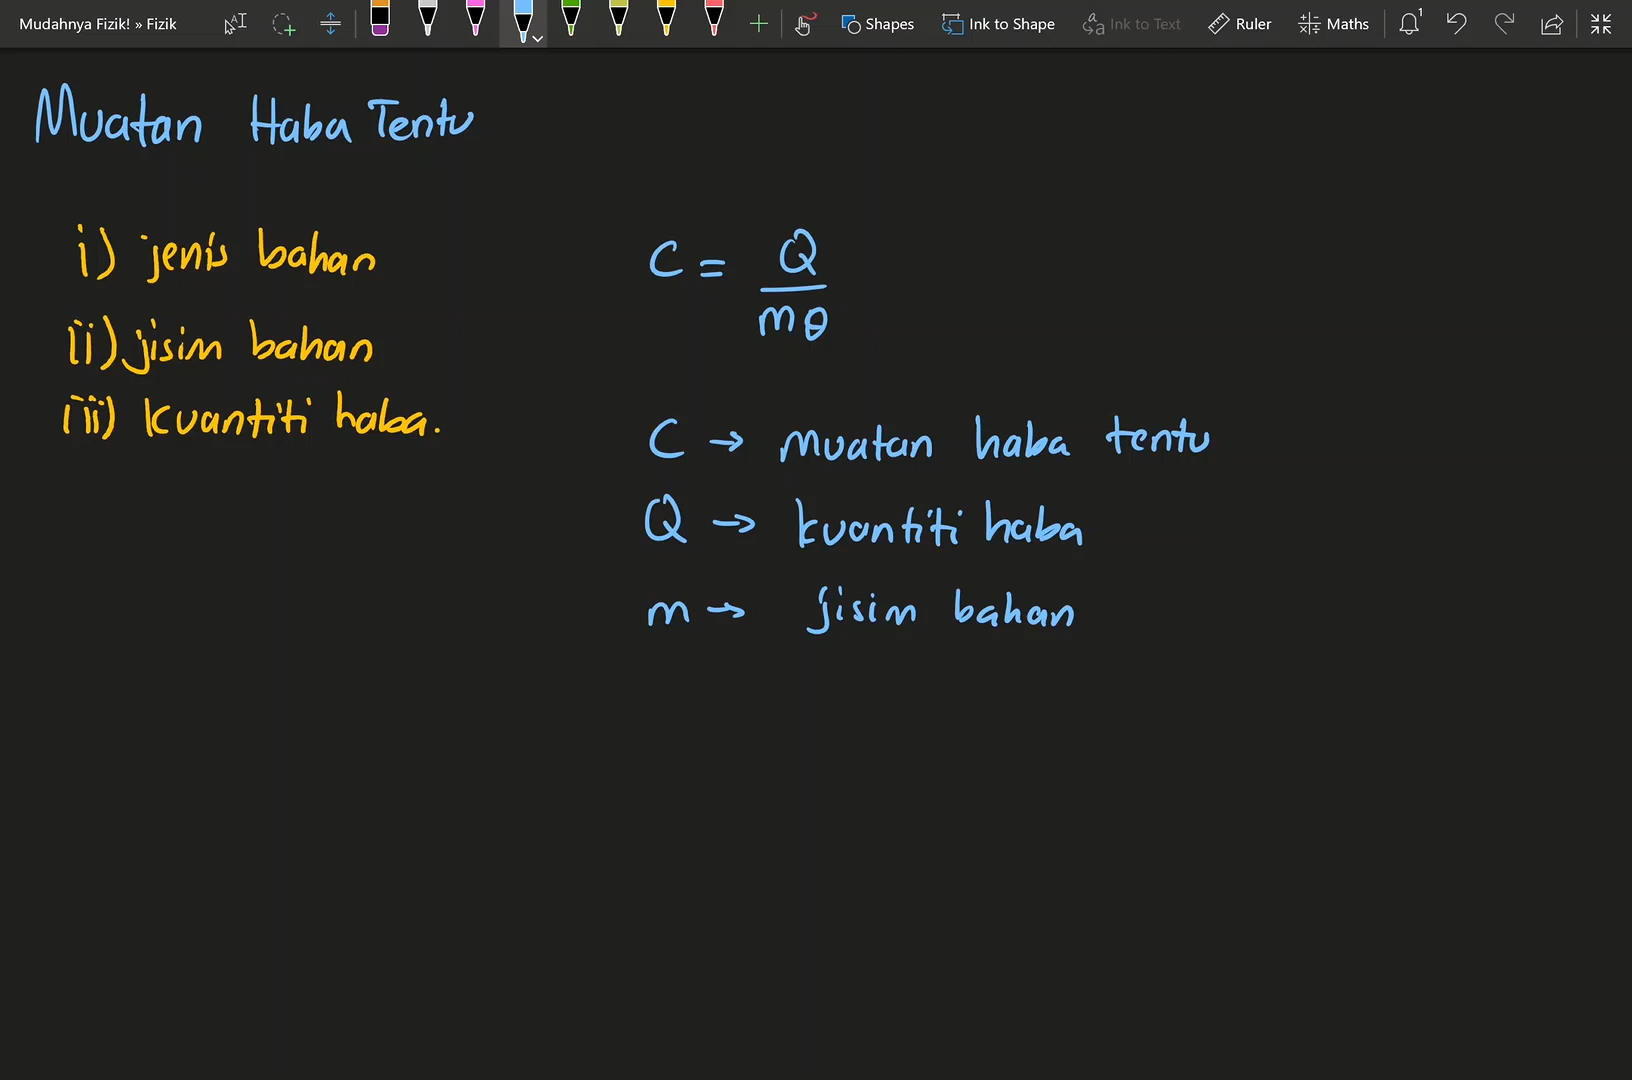 Mudahnya Fizik! » Fizik
Shapes
Ink to Shape
Ink to Text
Ruler
Maths
1
Muatan Haba Tentu
i) jenis bahan
ii) jisim bahan
iii) kuantiti haba.
C = Q
mθ
C → muatan haba tentu
Q → kuantiti haba
m → jisim bahan